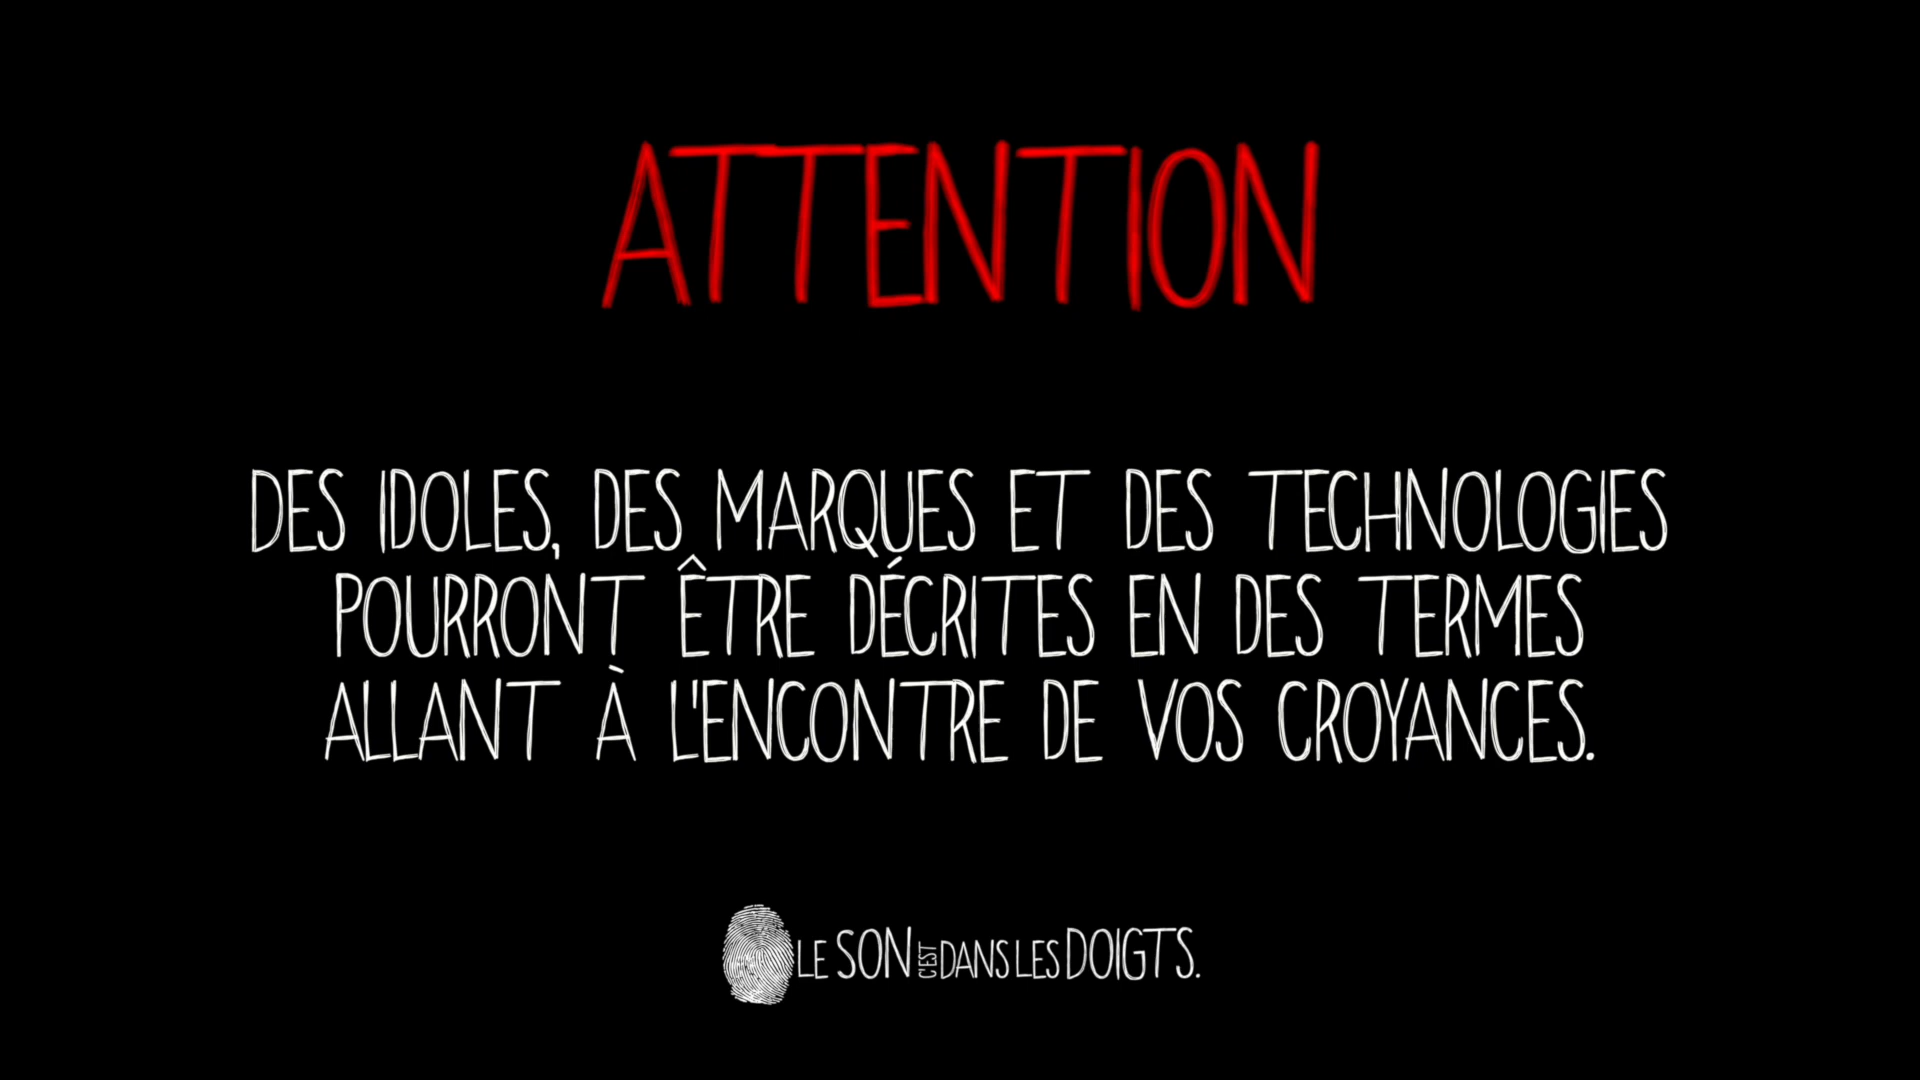 ATTENTION
DES IDOLES, DES MARQUES ET DES TECHNOLOGIES
POURRONT ÊTRE DÉCRITES EN DES TERMES
ALLANT À L'ENCONTRE DE VOS CROYANCES.
LE SON C'EST DANS LES DOIGTS.